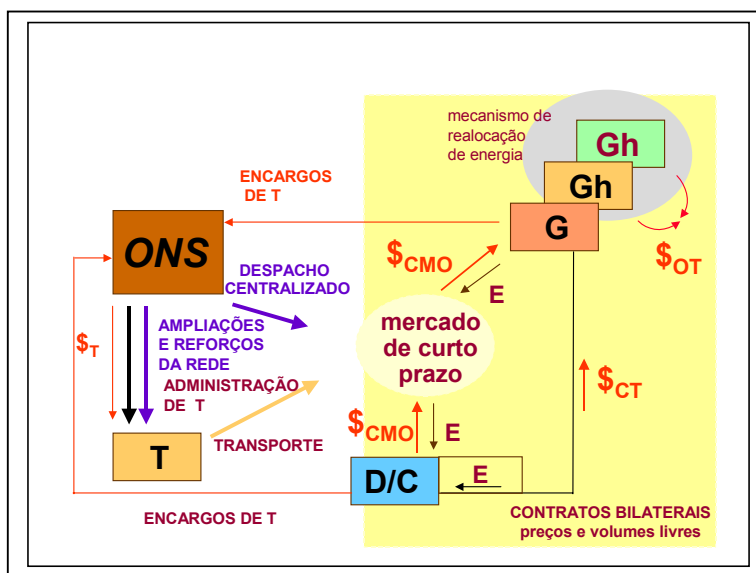 mecanismo de
realocação
de energia
Gh
Gh
G
$OT
ENCARGOS
DE T
ONS
$CMO
E
DESPACHO
CENTRALIZADO
mercado
de curto
prazo
$T
AMPLIAÇÕES
E REFORÇOS
DA REDE
ADMINISTRAÇÃO
DE T
$CT
$CMO
E
T
TRANSPORTE
D/C
E
ENCARGOS DE T
CONTRATOS BILATERAIS
preços e volumes livres